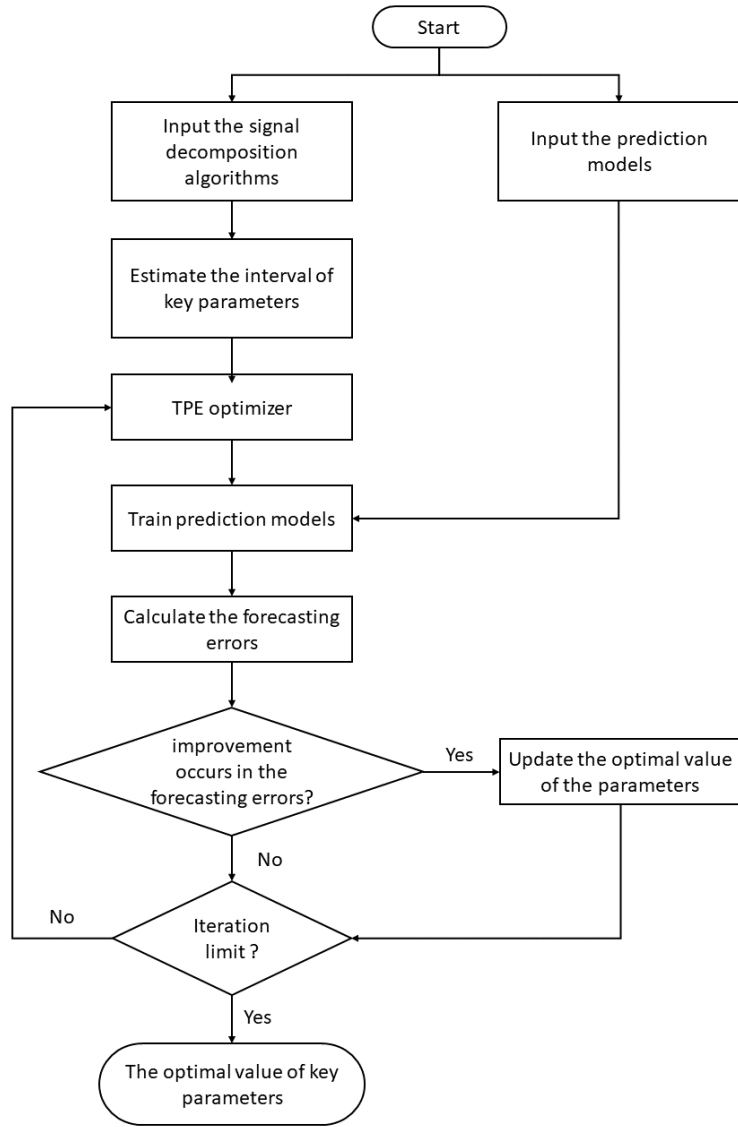 Start
Input the signal
decomposition
algorithms
Input the prediction
models
Estimate the interval of
key parameters
TPE optimizer
Train prediction models
Calculate the forecasting
errors
improvement
occurs in the
forecasting errors?
Yes
Update the optimal value
of the parameters
No
No
Iteration
limit ?
Yes
The optimal value of key
parameters